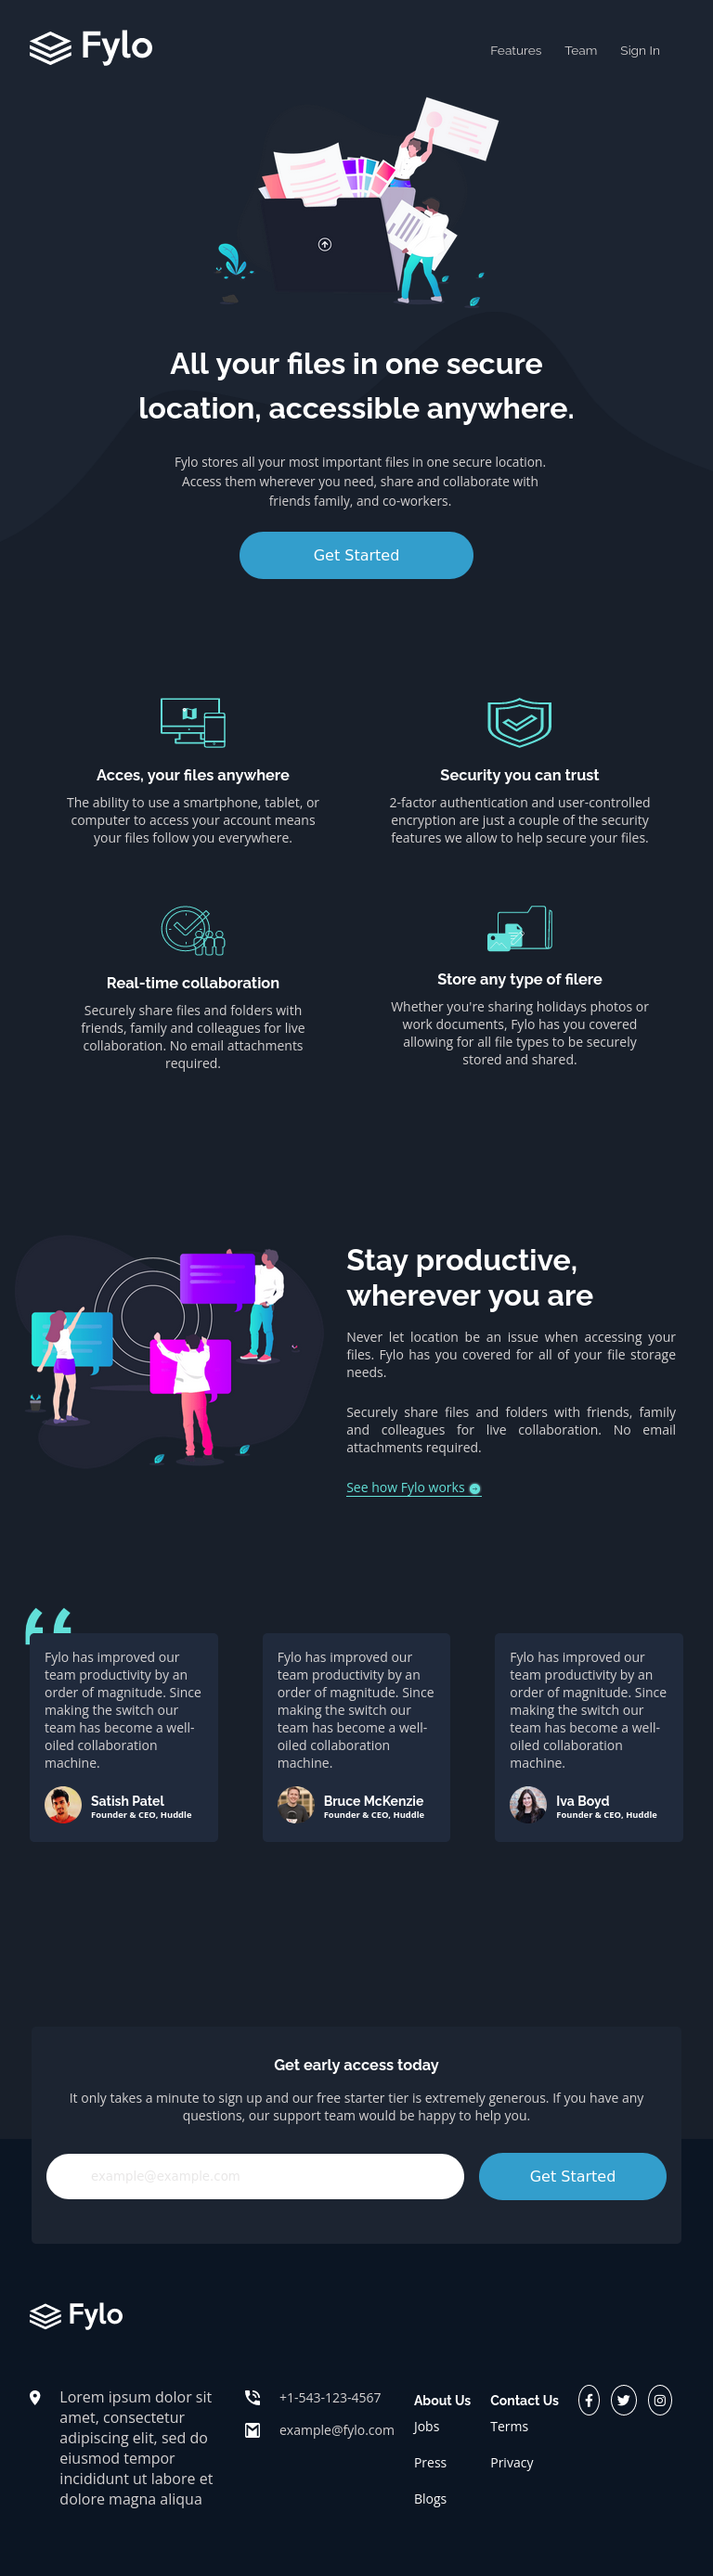 Fylo
Features Team Sign In
All your files in one secure
location, accessible anywhere.
Fylo stores all your most important files in one secure location.
Access them wherever you need, share and collaborate with
friends family, and co-workers.
Get Started
Acces, your files anywhere
The ability to use a smartphone, tablet, or
computer to access your account means
your files follow you everywhere.
Security you can trust
2-factor authentication and user-controlled
encryption are just a couple of the security
features we allow to help secure your files.
Real-time collaboration
Securely share files and folders with
friends, family and colleagues for live
collaboration. No email attachments
required.
Store any type of filere
Whether you're sharing holidays photos or
work documents, Fylo has you covered
allowing for all file types to be securely
stored and shared.
Stay productive,
wherever you are
Never let location be an issue when accessing your
files. Fylo has you covered for all of your file storage
needs.
Securely share files and folders with friends, family
and colleagues for live collaboration. No email
attachments required.
See how Fylo works
Fylo has improved our
team productivity by an
order of magnitude. Since
making the switch our
team has become a well-
oiled collaboration
machine.
Satish Patel
Founder & CEO, Huddle
Fylo has improved our
team productivity by an
order of magnitude. Since
making the switch our
team has become a well-
oiled collaboration
machine.
Bruce McKenzie
Founder & CEO, Huddle
Fylo has improved our
team productivity by an
order of magnitude. Since
making the switch our
team has become a well-
oiled collaboration
machine.
Iva Boyd
Founder & CEO, Huddle
Get early access today
It only takes a minute to sign up and our free starter tier is extremely generous. If you have any
questions, our support team would be happy to help you.
example@example.com
Get Started
Fylo
Lorem ipsum dolor sit
amet, consectetur
adipiscing elit, sed do
eiusmod tempor
incididunt ut labore et
dolore magna aliqua
+1-543-123-4567
example@fylo.com
About Us
Jobs
Press
Blogs
Contact Us
Terms
Privacy